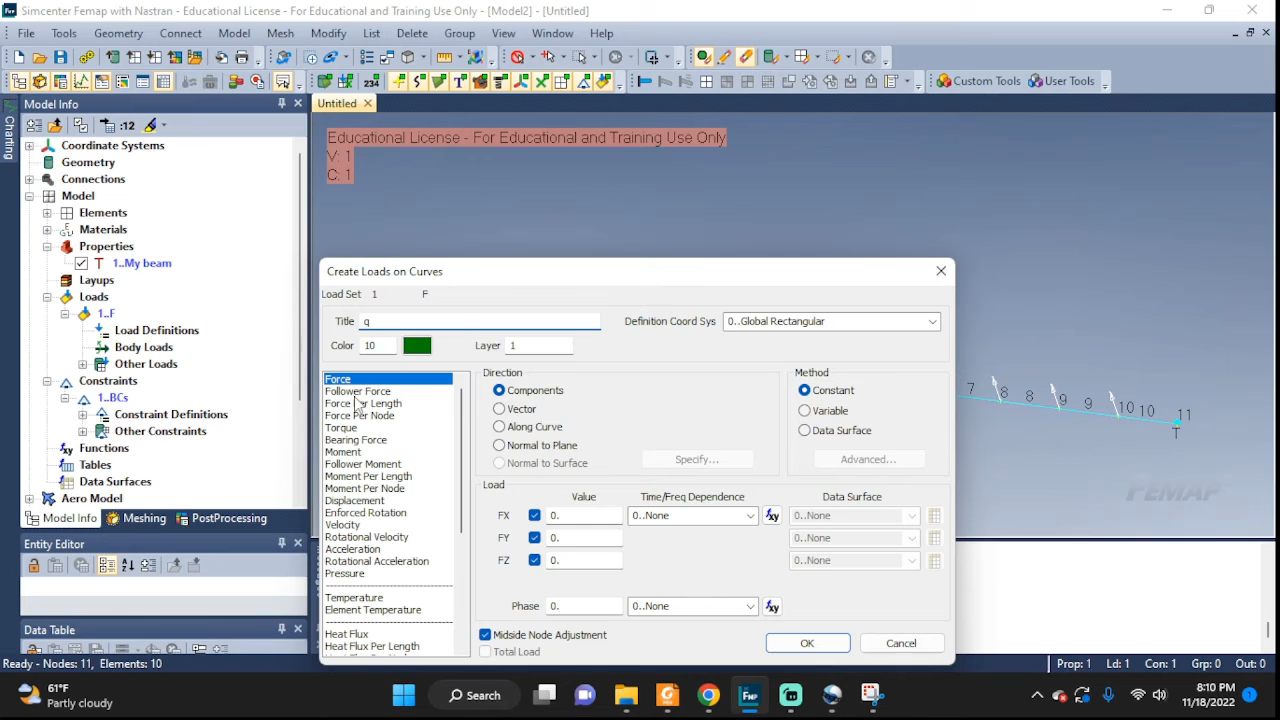 Simcenter Femap with Nastran - Educational License - For Educational and Training Use Only - [Model2] - [Untitled]
File Tools Geometry Connect Model Mesh Modify List Delete Group View Window Help
234 Custom Tools User Tools
Charting
Model Info
Untitled
:12
Educational License - For Educational and Training Use Only
V: 1
C: 1
Coordinate Systems
Geometry
Connections
Model
Elements
Materials
Properties
1..My beam
Layups
Loads
1..F
Load Definitions
Body Loads
Other Loads
Constraints
1..BCs
Constraint Definitions
Other Constraints
Functions
Tables
Data Surfaces
Aero Model
Model Info Meshing PostProcessing
Entity Editor
Data Table
Create Loads on Curves
Load Set 1 F
Title q Definition Coord Sys 0..Global Rectangular
Color 10 Layer 1
Force
Follower Force
Force Per Length
Force Per Node
Torque
Bearing Force
Moment
Follower Moment
Moment Per Length
Moment Per Node
Displacement
Enforced Rotation
Velocity
Rotational Velocity
Acceleration
Rotational Acceleration
Pressure
Temperature
Element Temperature
Heat Flux
Heat Flux Per Length
Direction
Components
Vector
Along Curve
Normal to Plane
Normal to Surface
Specify...
Method
Constant
Variable
Data Surface
Advanced...
Load
Value Time/Freq Dependence Data Surface
FX 0. 0..None 0..None
FY 0. 0..None
FZ 0. 0..None
Phase 0. 0..None
Midside Node Adjustment
Total Load
OK Cancel
7 8 8 9 9 10 10 11
T
FEMAP
Ready - Nodes: 11, Elements: 10
Prop: 1 Ld: 1 Con: 1 Grp: 0 Out: 0
61°F
Partly cloudy
Search
FMP
8:10 PM
11/18/2022
1